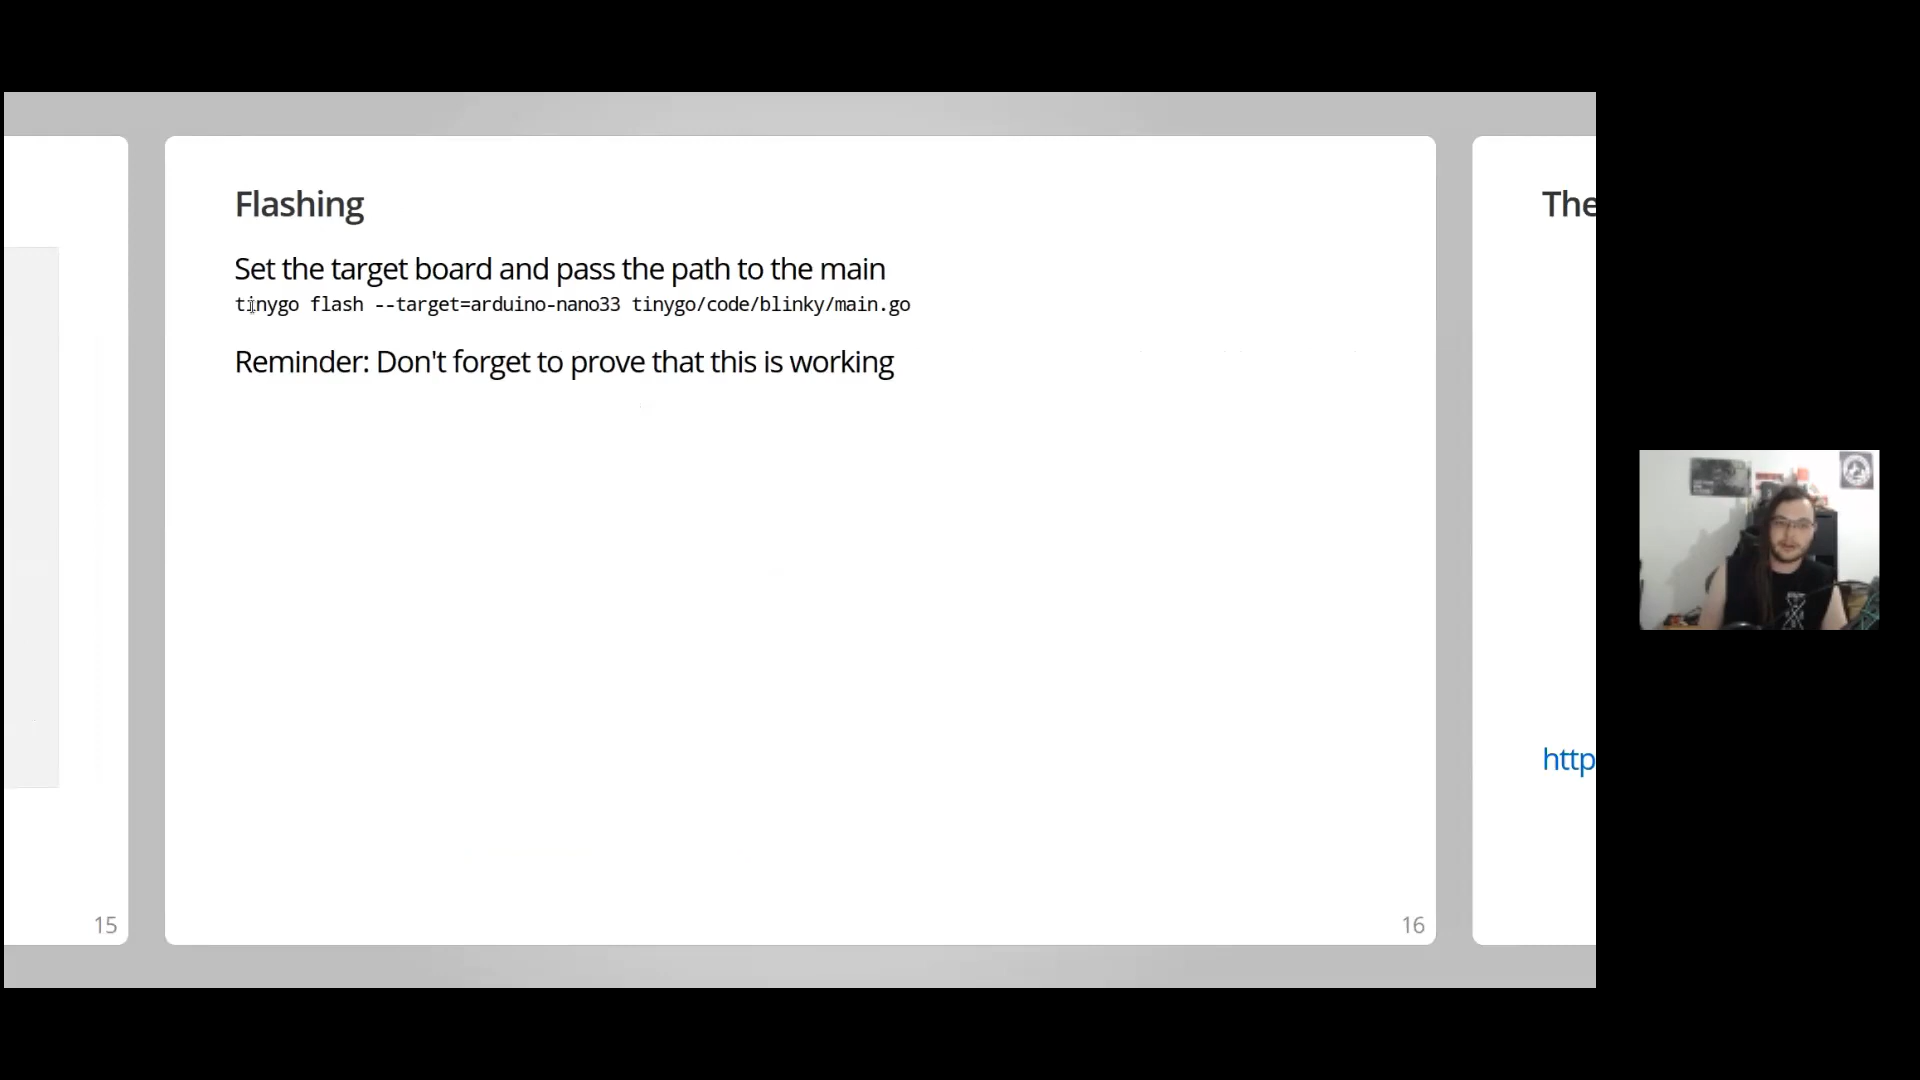 Flashing
Set the target board and pass the path to the main
tinygo flash --target=arduino-nano33 tinygo/code/blinky/main.go
Reminder: Don't forget to prove that this is working
15
16
The
http